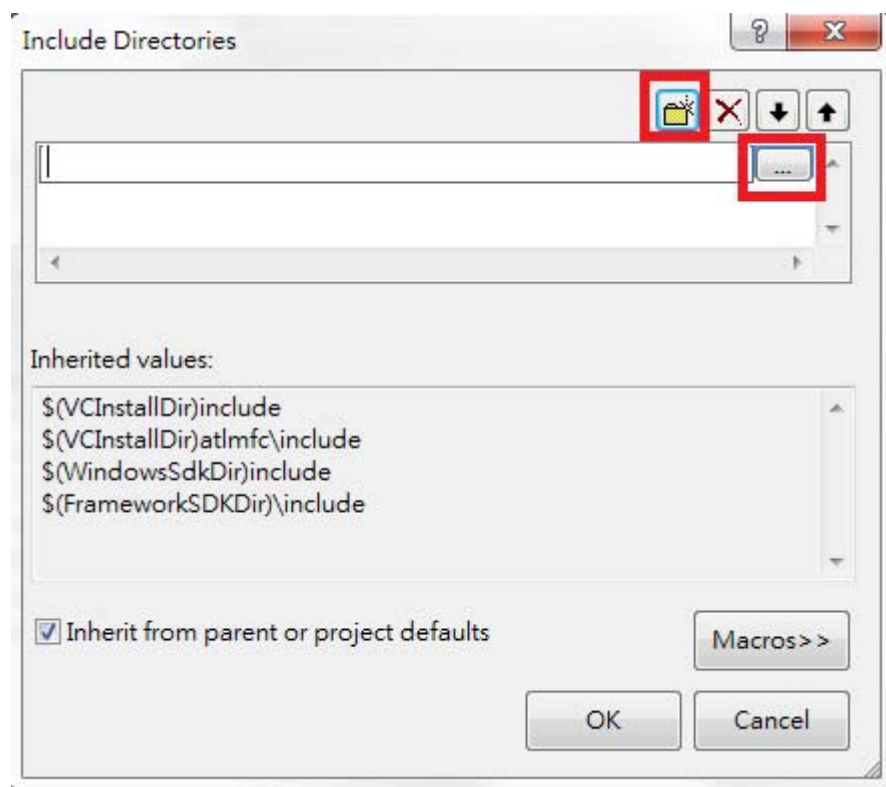 Include Directories
...
Inherited values:
$(VCInstallDir)include
$(VCInstallDir)atlmfc\include
$(WindowsSdkDir)include
$(FrameworkSDKDir)\include
Inherit from parent or project defaults
Macros>>
OK
Cancel